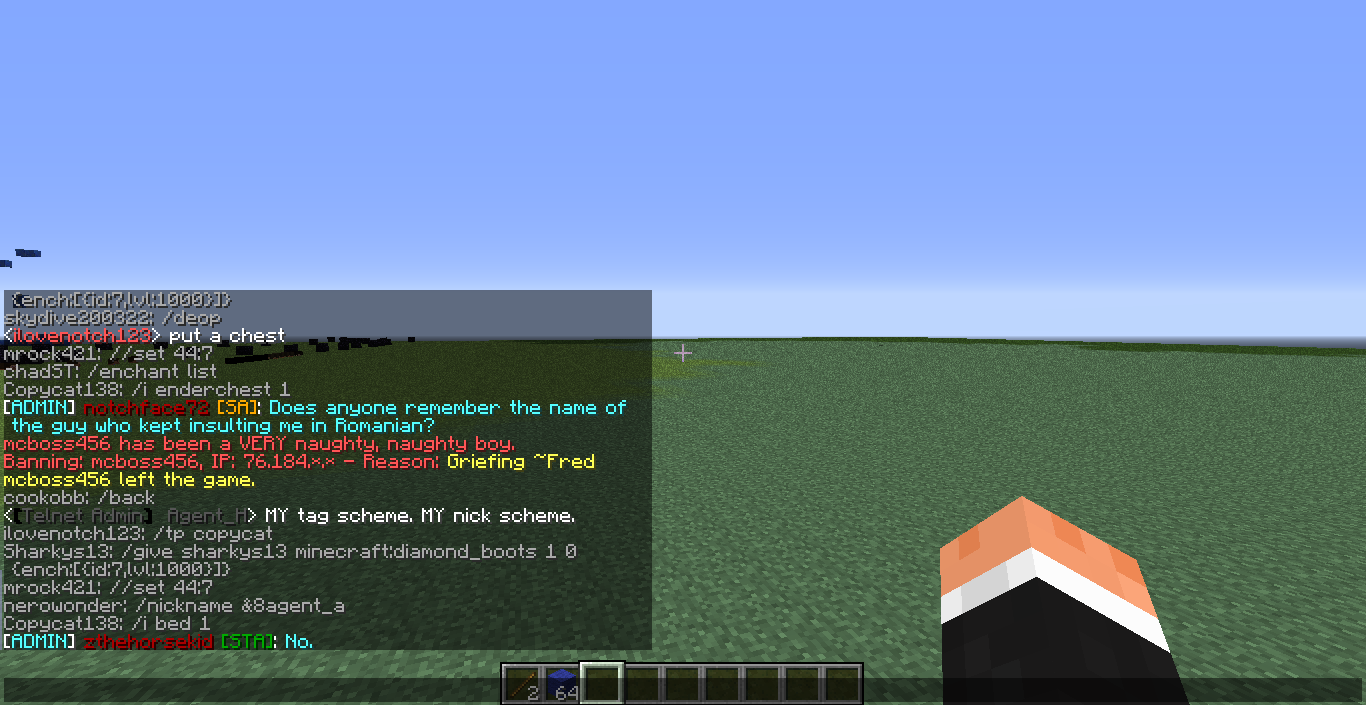 {ench:[{id:7,lvl:1000}]}
skydive200322: /deop
<ilovenotch123> put a chest
mrock421: //set 44:7
chadST: /enchant list
Copycat138: /i enderchest 1
[ADMIN] notchface72 [SA]: Does anyone remember the name of
the guy who kept insulting me in Romanian?
mcboss456 has been a VERY naughty, naughty boy.
Banning: mcboss456, IP: 76.184.*.* - Reason: Griefing ~Fred
mcboss456 left the game.
cookobb: /back
<[Telnet Admin] Agent_H> MY tag scheme. MY nick scheme.
ilovenotch123: /tp copycat
Sharkys13: /give sharkys13 minecraft:diamond_boots 1 0
{ench:[{id:7,lvl:1000}]}
mrock421: //set 44:7
nerowonder: /nickname &8agent_a
Copycat138: /i bed 1
[ADMIN] zthehorsekid [STA]: No.
2 64